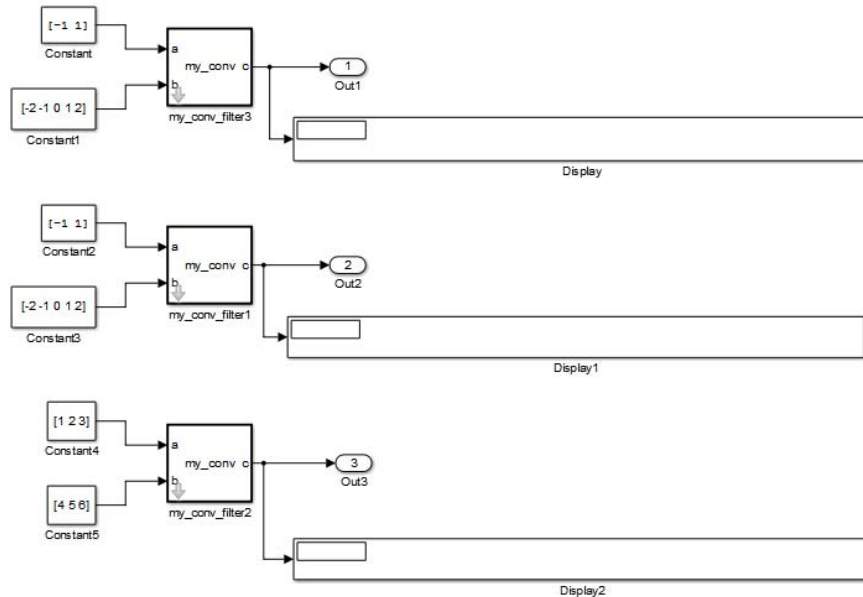 [-1 1]
Constant
a
my_conv c
b
my_conv_filter3
1
Out1
[-2 -1 0 1 2]
Constant1
Display
[-1 1]
Constant2
a
my_conv c
b
my_conv_filter1
2
Out2
[-2 -1 0 1 2]
Constant3
Display1
[1 2 3]
Constant4
a
my_conv c
b
my_conv_filter2
3
Out3
[4 5 6]
Constant5
Display2